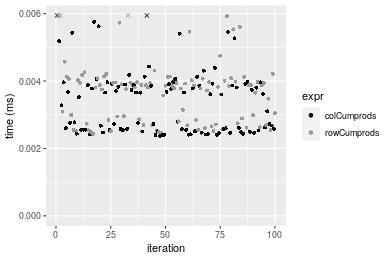 0.006
0.004
0.002
0.000
time (ms)
0
25
50
75
100
iteration
expr
colCumprods
rowCumprods